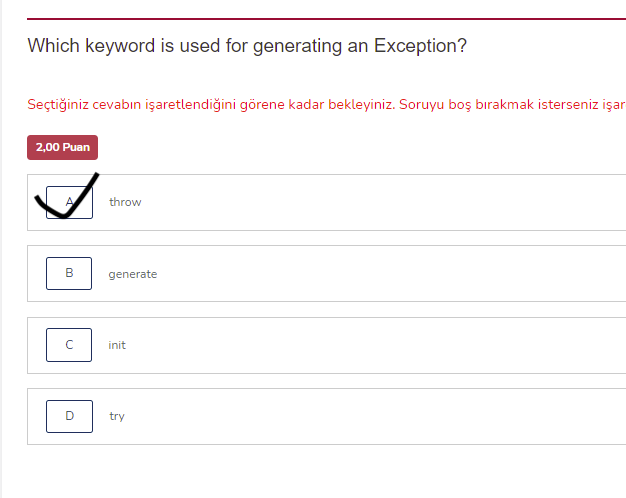 Which keyword is used for generating an Exception?
Seçtiğiniz cevabın işaretlendiğini görene kadar bekleyiniz. Soruyu boş bırakmak isterseniz işar
2,00 Puan
A throw
B generate
C init
D try